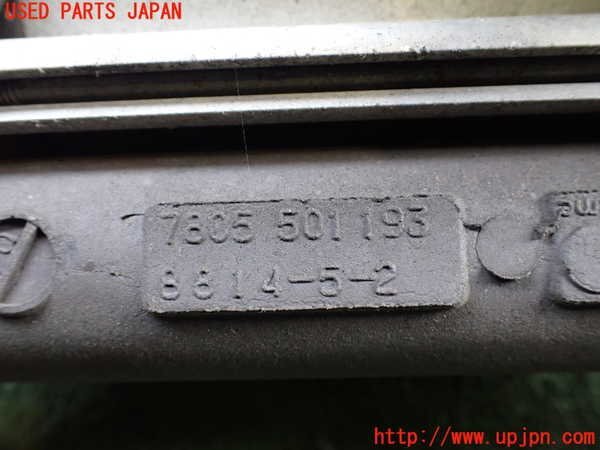 USED PARTS JAPAN
7805 501 193
8814-5-2
http://www.upjpn.com/